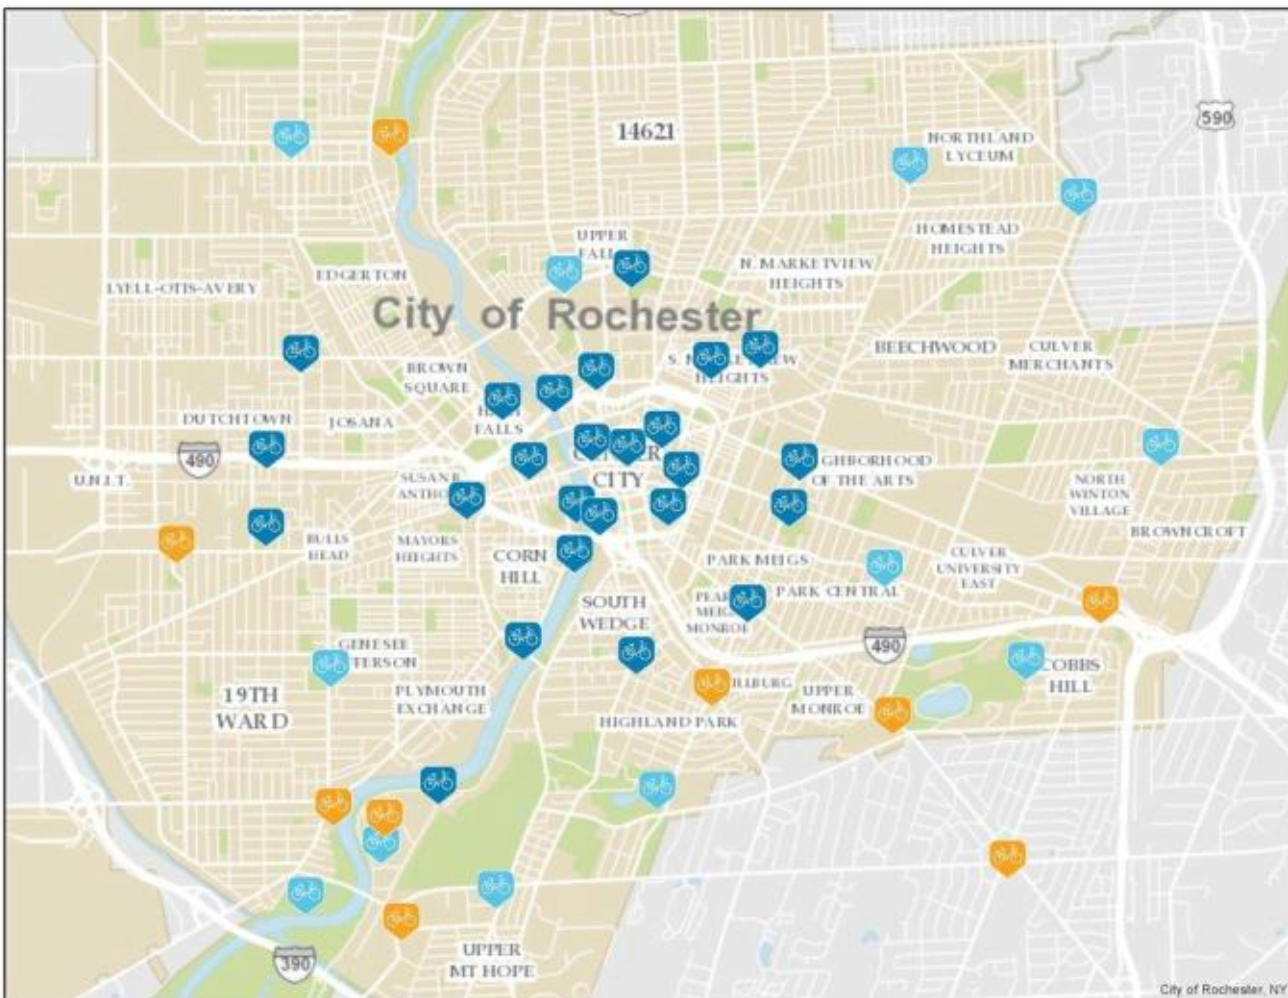 14621
590
NORTHLAND
LYCEUM
UPPER
HOMESTEAD
HEIGHTS
N. MARKETVIEW
HEIGHTS
EDGERTON
LYELL-OTIS-AVERY
City of Rochester
BROWN
SQUARE
BEECHWOOD
CULVER
MERCHANTS
HEIGHTS
DUTCHTOWN
JOSANA
FALLS
490
U.N.I.T.
CITY
OF THE ARTS
NORTH
WINTON
VILLAGE
BROWNCROFT
BULLS
HEAD
MAYORS
HEIGHTS
CORN
HILL
PARK MEIGS
CULVER
UNIVERSITY
EAST
PARK CENTRAL
SOUTH
WEDGE
MONROE
490
GENESEE
19TH
WARD
PLYMOUTH
EXCHANGE
UPPER
MONROE
COBBS
HILL
HIGHLAND PARK
390
UPPER
MT HOPE
City of Rochester, NY